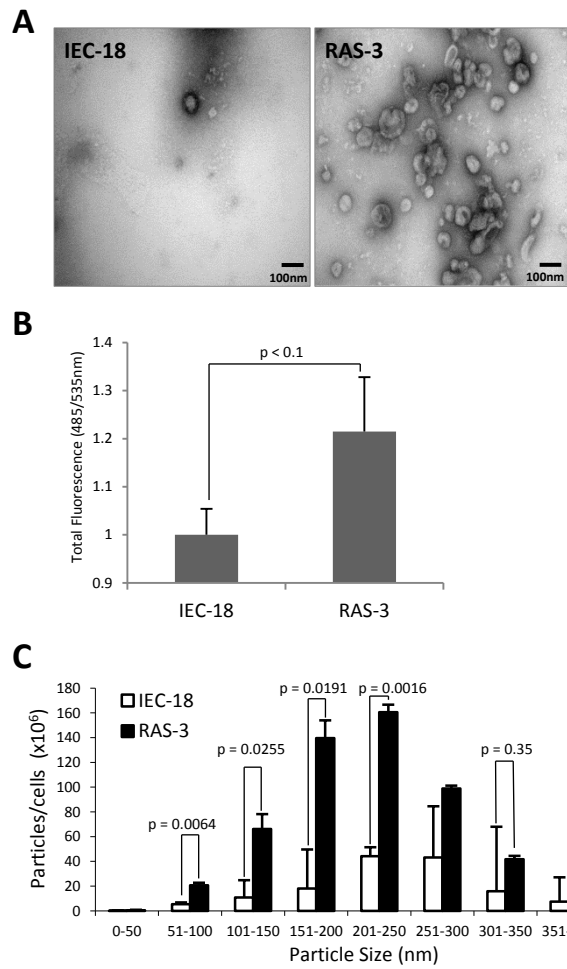 A
IEC-18
RAS-3
100nm
100nm
B
Total Fluorescence (485/535nm)
1.4
1.3
1.2
1.1
1
0.9
p < 0.1
IEC-18
RAS-3
C
Particles/cells (x10⁶)
180
160
140
120
100
80
60
40
20
0
IEC-18
RAS-3
p = 0.0064
p = 0.0255
p = 0.0191
p = 0.0016
p = 0.35
0-50
51-100
101-150
151-200
201-250
251-300
301-350
351-
Particle Size (nm)